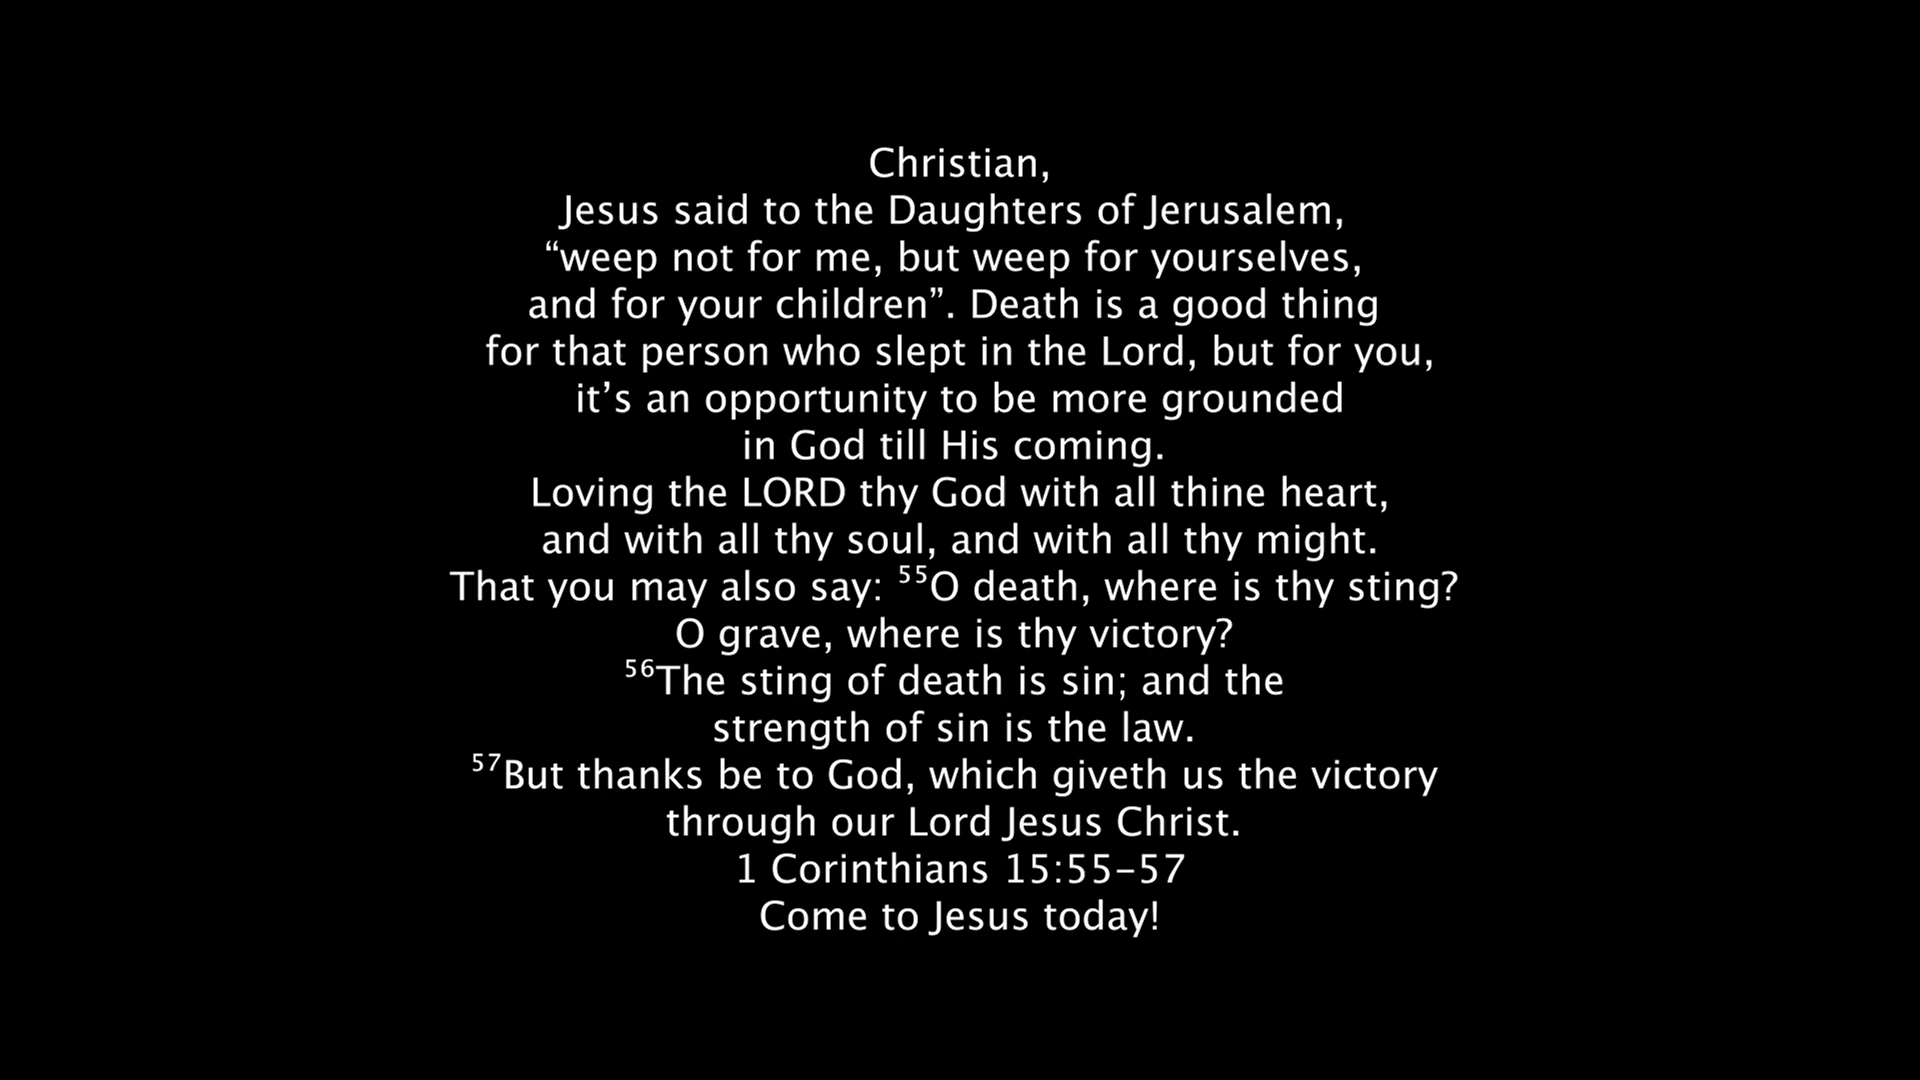 Christian,
Jesus said to the Daughters of Jerusalem,
“weep not for me, but weep for yourselves,
and for your children”. Death is a good thing
for that person who slept in the Lord, but for you,
it’s an opportunity to be more grounded
in God till His coming.
Loving the LORD thy God with all thine heart,
and with all thy soul, and with all thy might.
That you may also say: ⁵⁵O death, where is thy sting?
O grave, where is thy victory?
⁵⁶The sting of death is sin; and the
strength of sin is the law.
⁵⁷But thanks be to God, which giveth us the victory
through our Lord Jesus Christ.
1 Corinthians 15:55–57
Come to Jesus today!